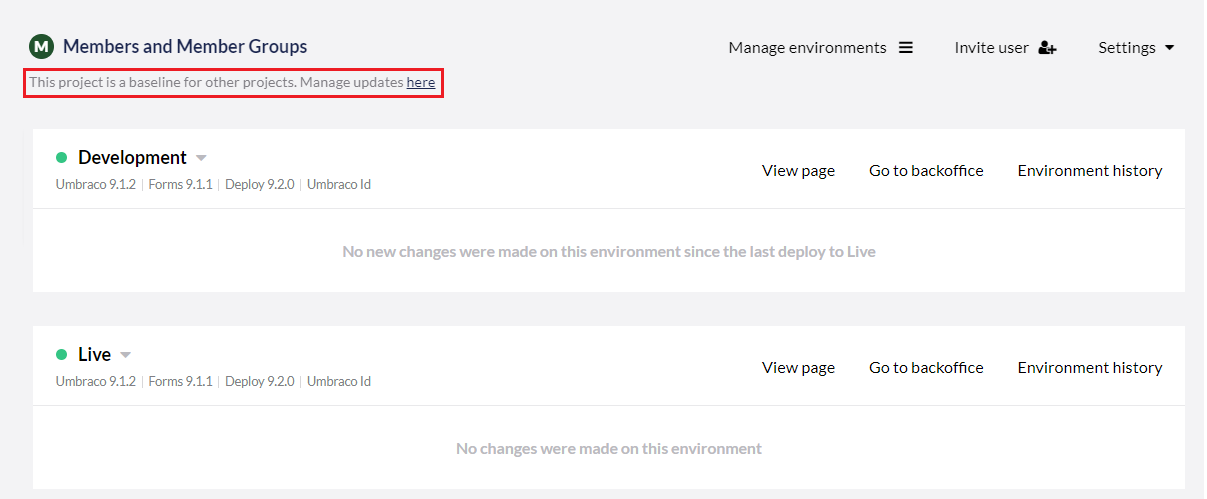 M Members and Member Groups
Manage environments
Invite user
Settings
This project is a baseline for other projects. Manage updates here
Development
View page
Go to backoffice
Environment history
Umbraco 9.1.2 | Forms 9.1.1 | Deploy 9.2.0 | Umbraco Id
No new changes were made on this environment since the last deploy to Live
Live
View page
Go to backoffice
Environment history
Umbraco 9.1.2 | Forms 9.1.1 | Deploy 9.2.0 | Umbraco Id
No changes were made on this environment